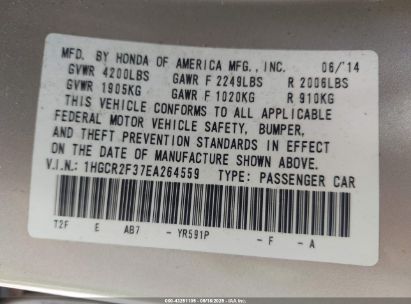 MFD. BY HONDA OF AMERICA MFG., INC. 06/14
GVWR 4200LBS GAWR F 2249LBS R 2006LBS
GVWR 1905KG GAWR F 1020KG R 910KG
THIS VEHICLE CONFORMS TO ALL APPLICABLE
FEDERAL MOTOR VEHICLE SAFETY, BUMPER,
AND THEFT PREVENTION STANDARDS IN EFFECT
ON THE DATE OF MANUFACTURE SHOWN ABOVE.
V.I.N.: 1HGCR2F37EA264559 TYPE: PASSENGER CAR
T2F E AB7 - YR591P - F - A